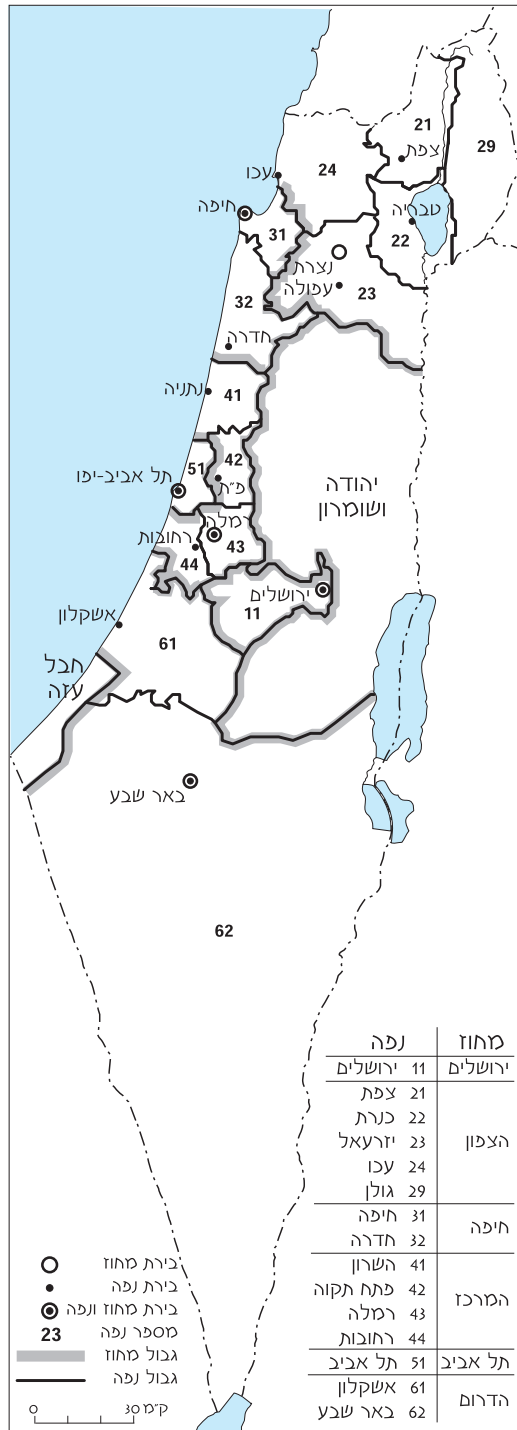 21
צפת
29
24
עכו
חיפה
טבריה
31
22
נצרת
עפולה
23
32
חדרה
נתניה
41
42
51
תל אביב-יפו
פ״ת
יהודה
ושומרון
רמלה
רחובות
43
44
ירושלים
11
אשקלון
61
חבל
עזה
באר שבע
62
מחוז נפה
ירושלים 11 ירושלים
הצפון
21 צפת
22 כנרת
23 יזרעאל
24 עכו
29 גולן
חיפה
31 חיפה
32 חדרה
המרכז
41 השרון
42 פתח תקוה
43 רמלה
44 רחובות
תל אביב 51 תל אביב
הדרום
61 אשקלון
62 באר שבע
בירת מחוז
בירת נפה
בירת מחוז ונפה
23 מספר נפה
גבול מחוז
גבול נפה
0 30 ק״מ